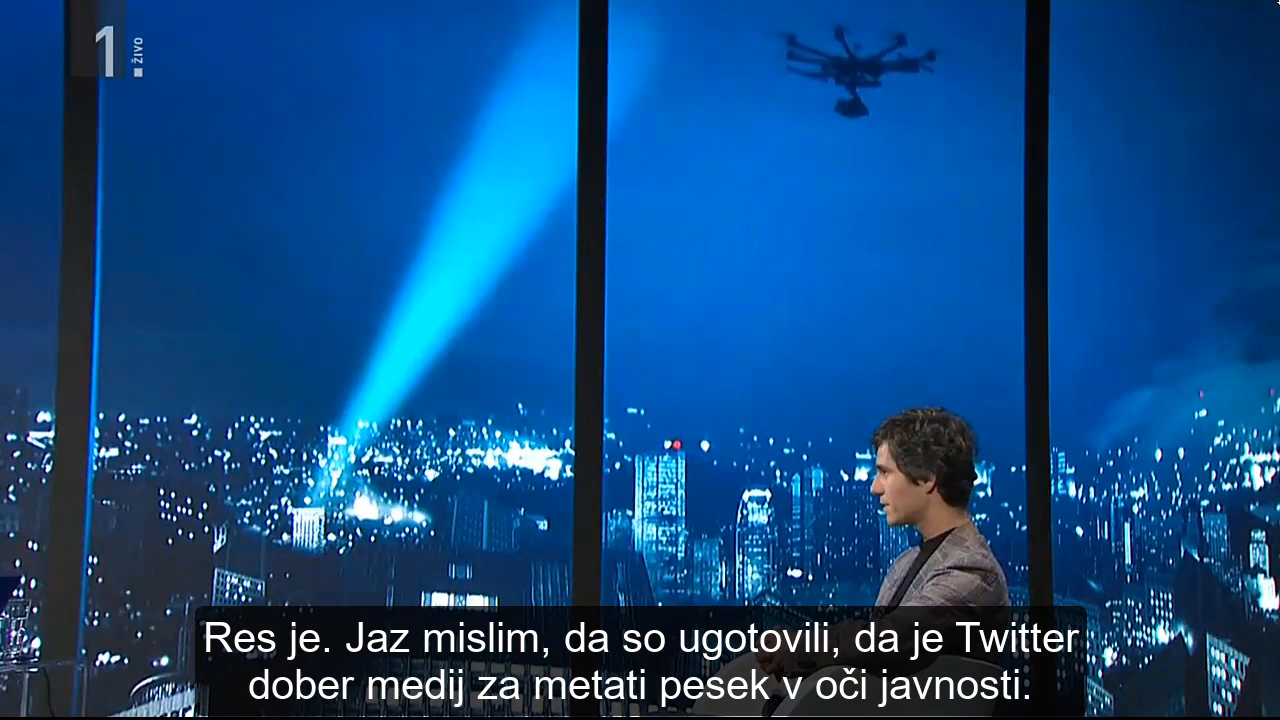 1.
živo
Res je. Jaz mislim, da so ugotovili, da je Twitter
dober medij za metati pesek v oči javnosti.